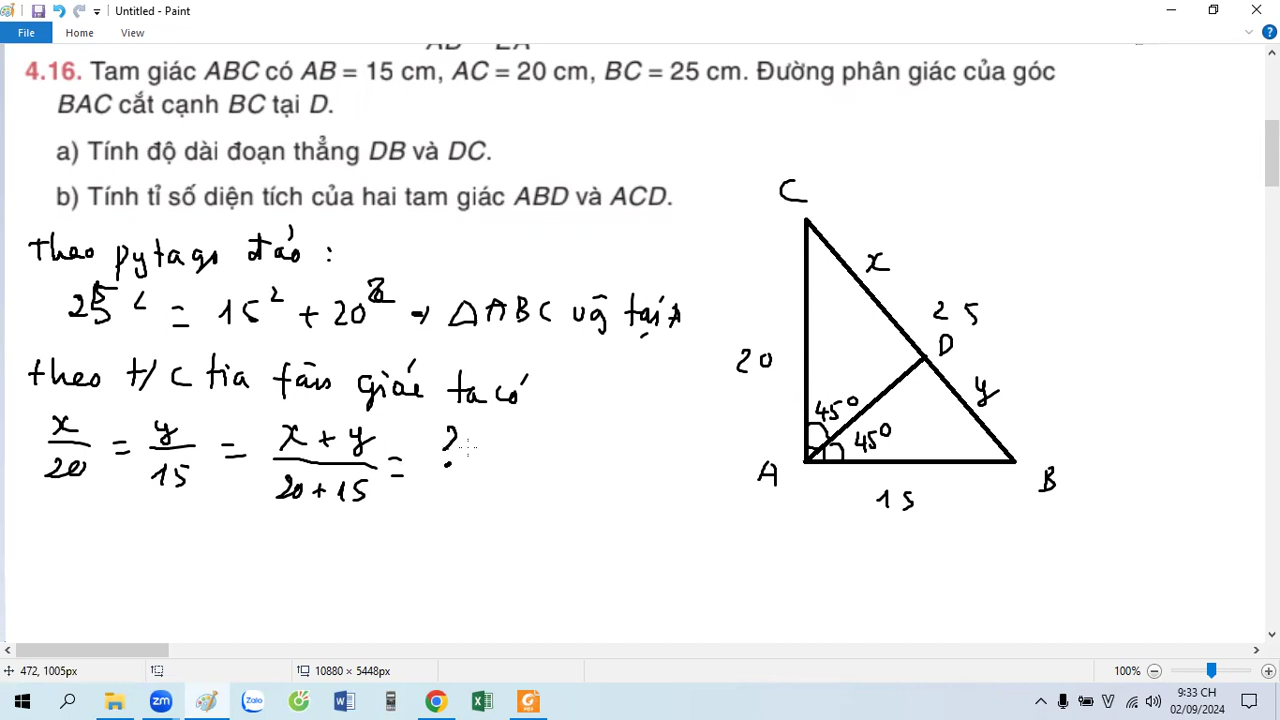 Untitled - Paint
File Home View
4.16. Tam giác ABC có AB = 15 cm, AC = 20 cm, BC = 25 cm. Đường phân giác của góc
BAC cắt cạnh BC tại D.
a) Tính độ dài đoạn thẳng DB và DC.
b) Tính tỉ số diện tích của hai tam giác ABD và ACD.
theo pytago đảo :
25² = 15² + 20² → △ABC tại A
theo t/c tia giác ta có
x/20 = y/15 = x + y/20 + 15 = ?
C
x
25
D
20
y
45°
45°
A
B
15
472, 1005px
10880 × 5448px
100%
zm
Zalo
9:33 CH
02/09/2024